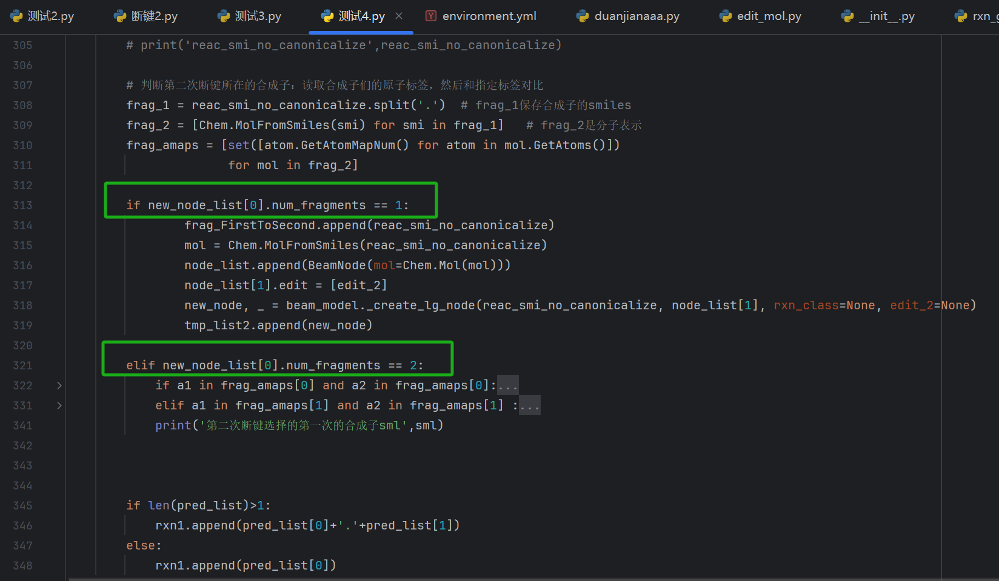 测试2.py 断键2.py 测试3.py 测试4.py × Y environment.yml duanjianaaa.py edit_mol.py __init__.py rxn_g
305 # print('reac_smi_no_canonicalize',reac_smi_no_canonicalize)
306
307 # 判断第二次断键所在的合成子：读取合成子们的原子标签，然后和指定标签对比
308 frag_1 = reac_smi_no_canonicalize.split('.')  # frag_1保存合成子的smiles
309 frag_2 = [Chem.MolFromSmiles(smi) for smi in frag_1]   # frag_2是分子表示
310 frag_amaps = [set([atom.GetAtomMapNum() for atom in mol.GetAtoms()])
311 for mol in frag_2]
312
313 if new_node_list[0].num_fragments == 1:
314 frag_FirstToSecond.append(reac_smi_no_canonicalize)
315 mol = Chem.MolFromSmiles(reac_smi_no_canonicalize)
316 node_list.append(BeamNode(mol=Chem.Mol(mol)))
317 node_list[1].edit = [edit_2]
318 new_node, _ = beam_model._create_lg_node(reac_smi_no_canonicalize, node_list[1], rxn_class=None, edit_2=None)
319 tmp_list2.append(new_node)
320
321 elif new_node_list[0].num_fragments == 2:
322 if a1 in frag_amaps[0] and a2 in frag_amaps[0]:...
331 elif a1 in frag_amaps[1] and a2 in frag_amaps[1] :...
341 print('第二次断键选择的第一次的合成子sml',sml)
342
343
344
345 if len(pred_list)>1:
346 rxn1.append(pred_list[0]+'.'+pred_list[1])
347 else:
348 rxn1.append(pred_list[0])